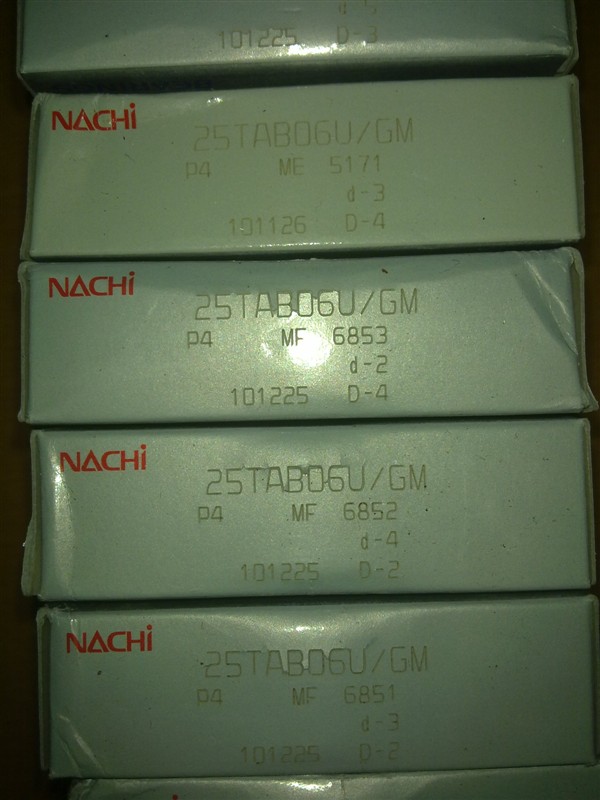 101225 D-3
NACHi
25TAB06U/GM
P4 ME 5171
d-3
101126 D-4
NACHi
25TAB06U/GM
P4 MF 6853
d-2
101225 D-4
NACHi
25TAB06U/GM
P4 MF 6852
d-4
101225 D-2
NACHi
25TAB06U/GM
P4 MF 6851
d-3
101225 D-2